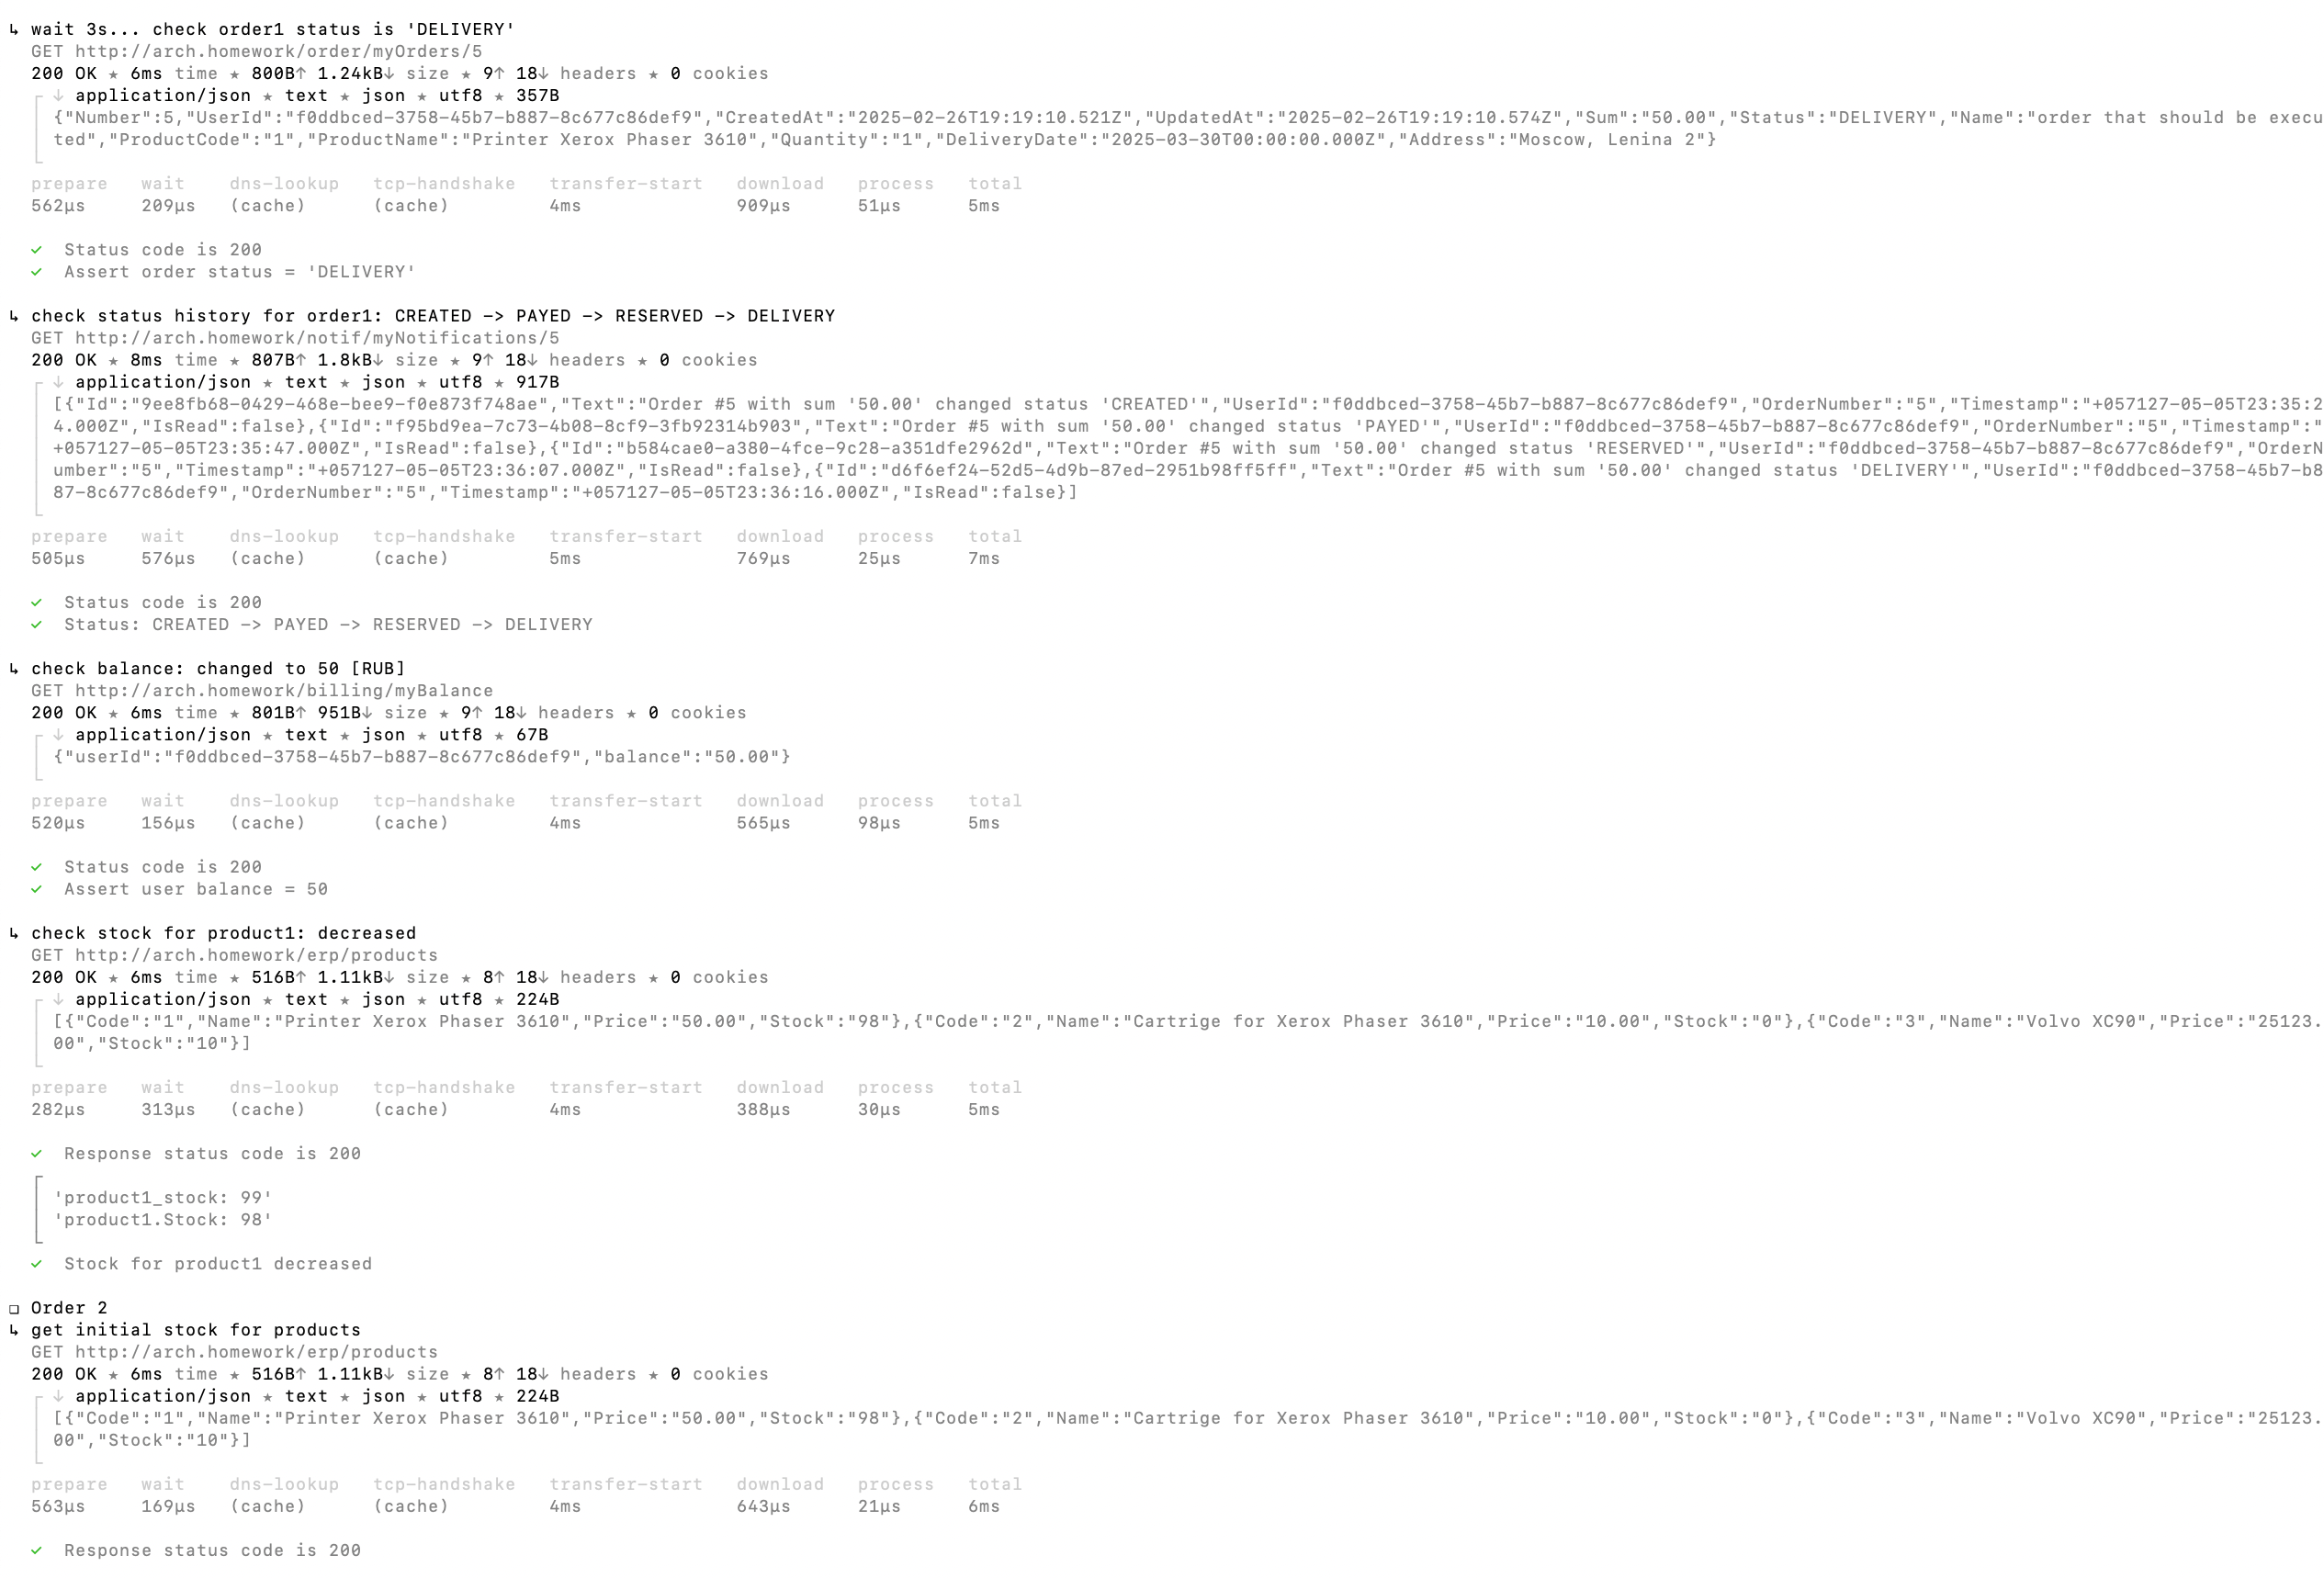 ↳ wait 3s... check order1 status is 'DELIVERY'
GET http://arch.homework/order/myOrders/5
200 OK ★ 6ms time ★ 800B↑ 1.24kB↓ size ★ 9↑ 18↓ headers ★ 0 cookies
↓ application/json ★ text ★ json ★ utf8 ★ 357B
{"Number":5,"UserId":"f0ddbced-3758-45b7-b887-8c677c86def9","CreatedAt":"2025-02-26T19:19:10.521Z","UpdatedAt":"2025-02-26T19:19:10.574Z","Sum":"50.00","Status":"DELIVERY","Name":"order that should be execu
ted","ProductCode":"1","ProductName":"Printer Xerox Phaser 3610","Quantity":"1","DeliveryDate":"2025-03-30T00:00:00.000Z","Address":"Moscow, Lenina 2"}
prepare wait dns-lookup tcp-handshake transfer-start download process total
562µs 209µs (cache) (cache) 4ms 909µs 51µs 5ms
✓ Status code is 200
✓ Assert order status = 'DELIVERY'
↳ check status history for order1: CREATED -> PAYED -> RESERVED -> DELIVERY
GET http://arch.homework/notif/myNotifications/5
200 OK ★ 8ms time ★ 807B↑ 1.8kB↓ size ★ 9↑ 18↓ headers ★ 0 cookies
↓ application/json ★ text ★ json ★ utf8 ★ 917B
[{"Id":"9ee8fb68-0429-468e-bee9-f0e873f748ae","Text":"Order #5 with sum '50.00' changed status 'CREATED'","UserId":"f0ddbced-3758-45b7-b887-8c677c86def9","OrderNumber":"5","Timestamp":"+057127-05-05T23:35:2
4.000Z","IsRead":false},{"Id":"f95bd9ea-7c73-4b08-8cf9-3fb92314b903","Text":"Order #5 with sum '50.00' changed status 'PAYED'","UserId":"f0ddbced-3758-45b7-b887-8c677c86def9","OrderNumber":"5","Timestamp":"
+057127-05-05T23:35:47.000Z","IsRead":false},{"Id":"b584cae0-a380-4fce-9c28-a351dfe2962d","Text":"Order #5 with sum '50.00' changed status 'RESERVED'","UserId":"f0ddbced-3758-45b7-b887-8c677c86def9","OrderN
umber":"5","Timestamp":"+057127-05-05T23:36:07.000Z","IsRead":false},{"Id":"d6f6ef24-52d5-4d9b-87ed-2951b98ff5ff","Text":"Order #5 with sum '50.00' changed status 'DELIVERY'","UserId":"f0ddbced-3758-45b7-b8
87-8c677c86def9","OrderNumber":"5","Timestamp":"+057127-05-05T23:36:16.000Z","IsRead":false}]
prepare wait dns-lookup tcp-handshake transfer-start download process total
505µs 576µs (cache) (cache) 5ms 769µs 25µs 7ms
✓ Status code is 200
✓ Status: CREATED -> PAYED -> RESERVED -> DELIVERY
↳ check balance: changed to 50 [RUB]
GET http://arch.homework/billing/myBalance
200 OK ★ 6ms time ★ 801B↑ 951B↓ size ★ 9↑ 18↓ headers ★ 0 cookies
↓ application/json ★ text ★ json ★ utf8 ★ 67B
{"userId":"f0ddbced-3758-45b7-b887-8c677c86def9","balance":"50.00"}
prepare wait dns-lookup tcp-handshake transfer-start download process total
520µs 156µs (cache) (cache) 4ms 565µs 98µs 5ms
✓ Status code is 200
✓ Assert user balance = 50
↳ check stock for product1: decreased
GET http://arch.homework/erp/products
200 OK ★ 6ms time ★ 516B↑ 1.11kB↓ size ★ 8↑ 18↓ headers ★ 0 cookies
↓ application/json ★ text ★ json ★ utf8 ★ 224B
[{"Code":"1","Name":"Printer Xerox Phaser 3610","Price":"50.00","Stock":"98"},{"Code":"2","Name":"Cartrige for Xerox Phaser 3610","Price":"10.00","Stock":"0"},{"Code":"3","Name":"Volvo XC90","Price":"25123.
00","Stock":"10"}]
prepare wait dns-lookup tcp-handshake transfer-start download process total
282µs 313µs (cache) (cache) 4ms 388µs 30µs 5ms
✓ Response status code is 200
'product1_stock: 99'
'product1.Stock: 98'
✓ Stock for product1 decreased
❏ Order 2
↳ get initial stock for products
GET http://arch.homework/erp/products
200 OK ★ 6ms time ★ 516B↑ 1.11kB↓ size ★ 8↑ 18↓ headers ★ 0 cookies
↓ application/json ★ text ★ json ★ utf8 ★ 224B
[{"Code":"1","Name":"Printer Xerox Phaser 3610","Price":"50.00","Stock":"98"},{"Code":"2","Name":"Cartrige for Xerox Phaser 3610","Price":"10.00","Stock":"0"},{"Code":"3","Name":"Volvo XC90","Price":"25123.
00","Stock":"10"}]
prepare wait dns-lookup tcp-handshake transfer-start download process total
563µs 169µs (cache) (cache) 4ms 643µs 21µs 6ms
✓ Response status code is 200